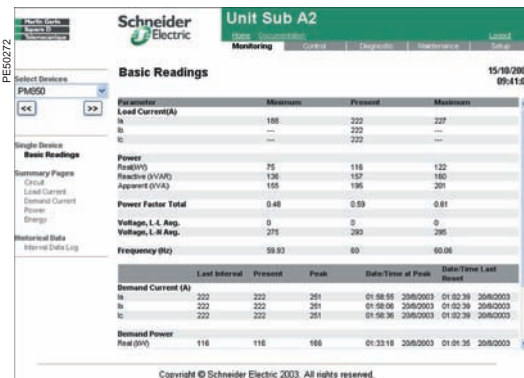 PE50272
Merlin Gerin
Square D
Telemecanique
Schneider
Electric
Unit Sub A2
Home Documentation Logout
Monitoring Control Diagnostic Maintenance Setup
Select Devices
PM850
<< >>
Single Device
Basic Readings
Summary Pages
Circuit
Load Current
Demand Current
Power
Energy
Historical Data
Interval Data Log
Basic Readings
15/10/200
09:41:0
Parameter Minimum Present Maximum
Load Current(A)
Ia 188 222 227
Ib --- 222 ---
Ic --- 222 ---
Power
Real(kW) 75 116 122
Reactive (kVAR) 136 157 160
Apparent (kVA) 155 195 201
Power Factor Total 0.48 0.59 0.61
Voltage, L-L Avg. 0 0 0
Voltage, L-N Avg. 275 293 295
Frequency (Hz) 59.93 60 60.06
Last Interval Present Peak Date/Time at Peak Date/Time Last Reset
Demand Current (A)
Ia 222 222 251 01:58:55 20/8/2003 01:02:39 20/8/2003
Ib 222 222 251 01:58:06 20/8/2003 01:02:39 20/8/2003
Ic 222 222 251 01:58:36 20/8/2003 01:02:39 20/8/2003
Demand Power
Real (kW) 116 116 166 01:33:18 20/8/2003 01:01:35 20/8/2003
Copyright © Schneider Electric 2003. All rights reserved.